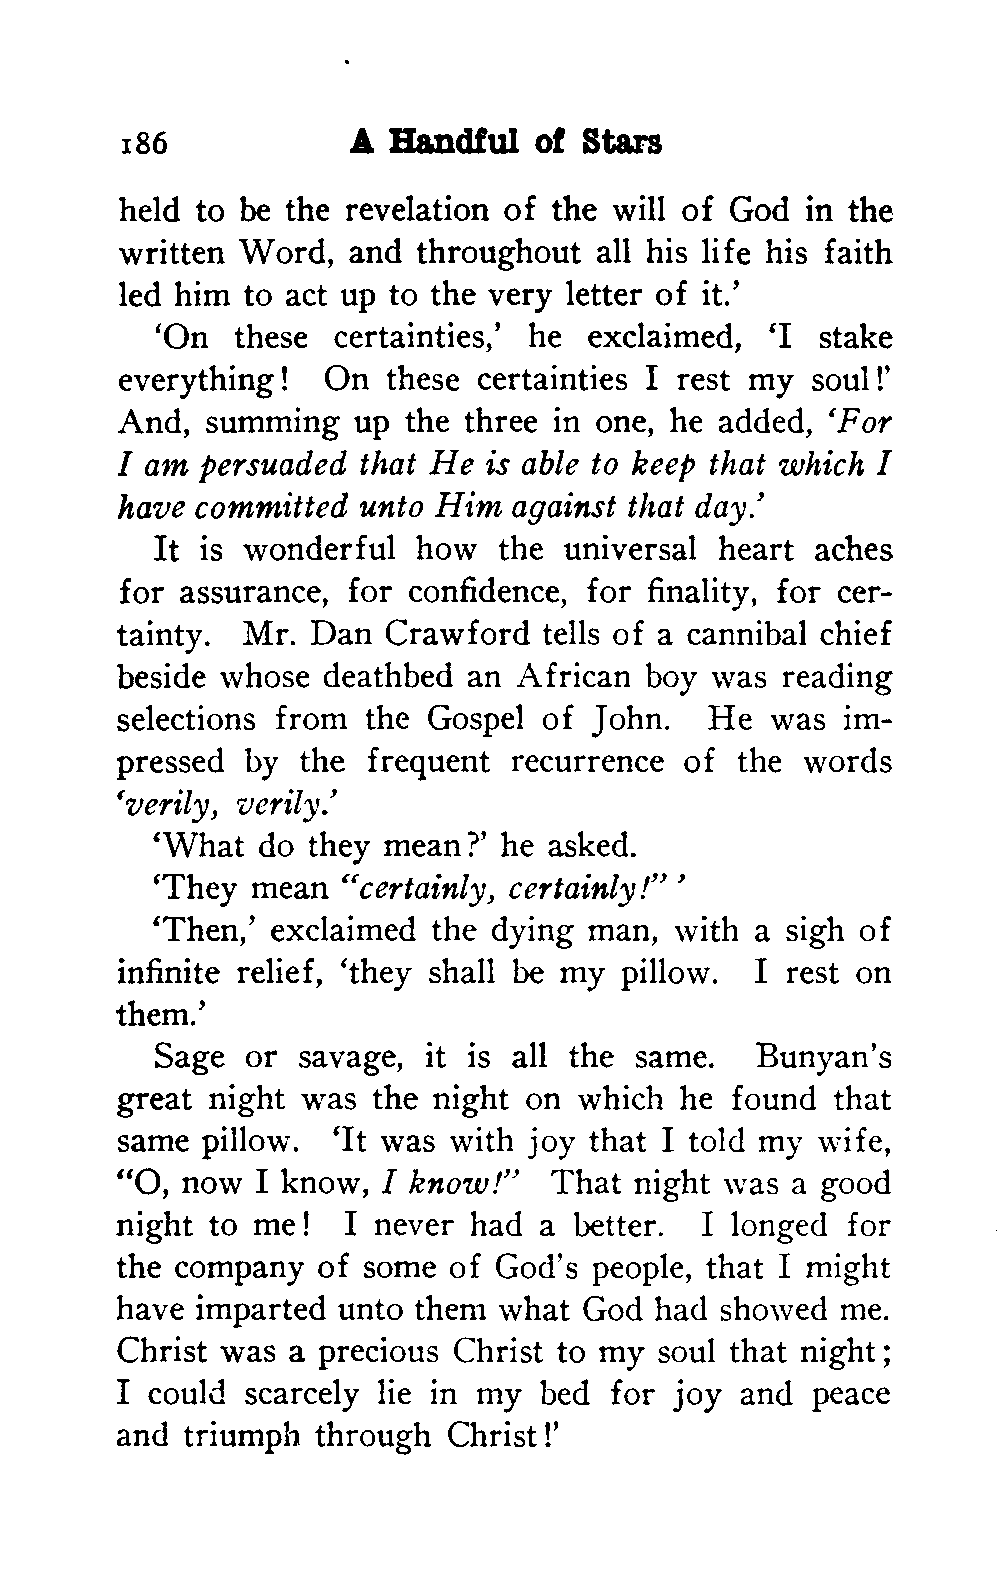 186 A Handful of Stars
held to be the revelation of the will of God in the
written Word, and throughout all his life his faith
led him to act up to the very letter of it.’
‘On these certainties,’ he exclaimed, ‘I stake
everything! On these certainties I rest my soul!’
And, summing up the three in one, he added, ‘For
I am persuaded that He is able to keep that which I
have committed unto Him against that day.’
It is wonderful how the universal heart aches
for assurance, for confidence, for finality, for cer-
tainty. Mr. Dan Crawford tells of a cannibal chief
beside whose deathbed an African boy was reading
selections from the Gospel of John. He was im-
pressed by the frequent recurrence of the words
‘verily, verily.’
‘What do they mean?’ he asked.
‘They mean “certainly, certainly!” ’
‘Then,’ exclaimed the dying man, with a sigh of
infinite relief, ‘they shall be my pillow. I rest on
them.’
Sage or savage, it is all the same. Bunyan’s
great night was the night on which he found that
same pillow. ‘It was with joy that I told my wife,
“O, now I know, I know!” That night was a good
night to me! I never had a better. I longed for
the company of some of God’s people, that I might
have imparted unto them what God had showed me.
Christ was a precious Christ to my soul that night;
I could scarcely lie in my bed for joy and peace
and triumph through Christ!’